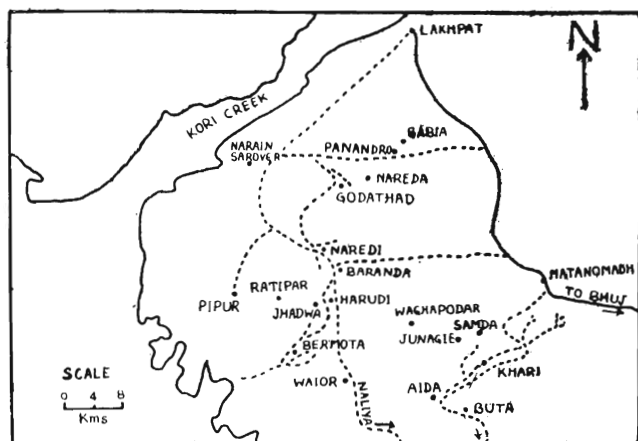 LAKHPAT
N
KORI CREEK
NARAIN
SAROVER
PANANDRO
BĀBIA
NAREDA
GODATHAD
NAREDI
BARANDA
MATANOMADH
TO BHUJ
PIPUR
RATIPAR
JHADWA
HARUDI
WAGHAPODAR
JUNAGIE
SAMDA
BERMOTA
KHARI
WAIOR
NALIYA
AIDA
BUTA
SCALE
0 4 8
Kms